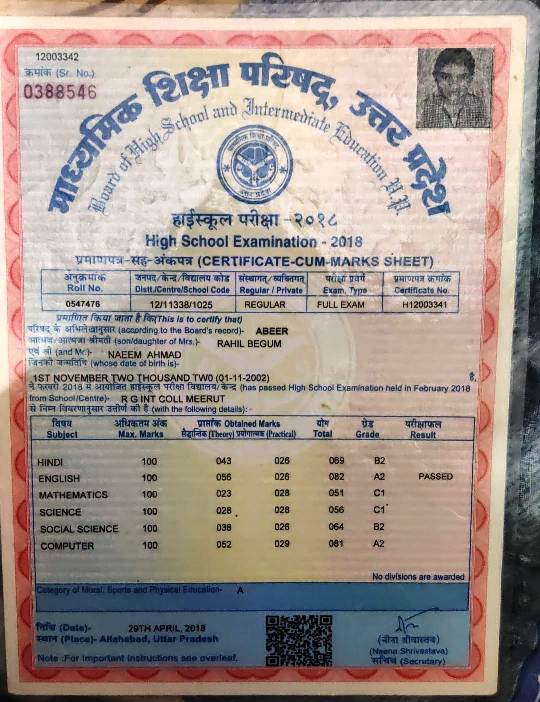 12003342
क्रमांक (Sr. No.)
0388546
माध्यमिक शिक्षा परिषद्, उत्तर प्रदेश
Board of High School and Intermediate Education U.P.
हाईस्कूल परीक्षा -२०१८
High School Examination - 2018
प्रमाणपत्र-सह-अंकपत्र (CERTIFICATE-CUM-MARKS SHEET)
अनुक्रमांक जनपद/केन्द्र/विद्यालय कोड संस्थागत/व्यक्तिगत परीक्षा प्रवर्ग प्रमाणपत्र क्रमांक
Roll No. Distt./Centre/School Code Regular / Private Exam. Type Certificate No.
0547476 12/11338/1025 REGULAR FULL EXAM H12003341
प्रमाणित किया जाता है कि(This is to certify that)
परिषद के अभिलेखानुसार (according to the Board's record)- ABEER
आत्मज/आत्मजा श्रीमती (son/daughter of Mrs.)- RAHIL BEGUM
एवं श्री (and Mr.)- NAEEM AHMAD
जिनकी जन्मतिथि (whose date of birth is)-
1ST NOVEMBER TWO THOUSAND TWO (01-11-2002) है,
ने फरवरी 2018 में आयोजित हाईस्कूल परीक्षा विद्यालय/केन्द्र (has passed High School Examination held in February 2018
from School/Centre)- R G INT COLL MEERUT
से निम्न विवरणानुसार उत्तीर्ण की है (with the following details):-
विषय अधिकतम अंक प्राप्तांक Obtained Marks योग ग्रेड परीक्षाफल
Subject Max. Marks सैद्धान्तिक (Theory) प्रयोगात्मक (Practical) Total Grade Result
HINDI 100 043 026 069 B2
ENGLISH 100 056 026 082 A2 PASSED
MATHEMATICS 100 023 028 051 C1
SCIENCE 100 028 028 056 C1
SOCIAL SCIENCE 100 038 026 064 B2
COMPUTER 100 052 029 081 A2
No divisions are awarded
Category of Moral, Sports and Physical Education- A
तिथि (Date)- 29TH APRIL, 2018
स्थान (Place)- Allahabad, Uttar Pradesh
(नीना श्रीवास्तव)
(Neena Shrivastava)
सचिव (Secretary)
Note :For important instructions see overleaf.